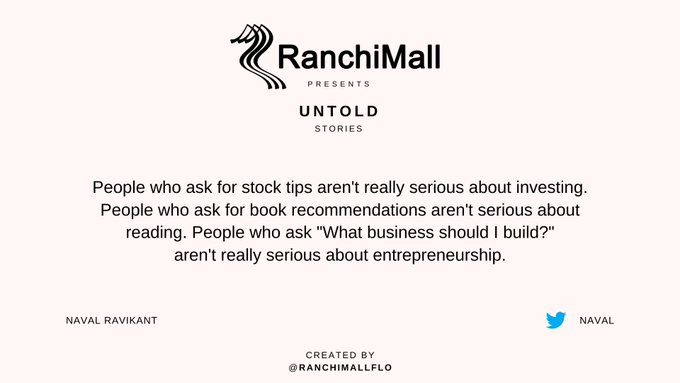 RanchiMall
PRESENTS
UNTOLD
STORIES
People who ask for stock tips aren't really serious about investing.
People who ask for book recommendations aren't serious about
reading. People who ask "What business should I build?"
aren't really serious about entrepreneurship.
NAVAL RAVIKANT
NAVAL
CREATED BY
@RANCHIMALLFLO